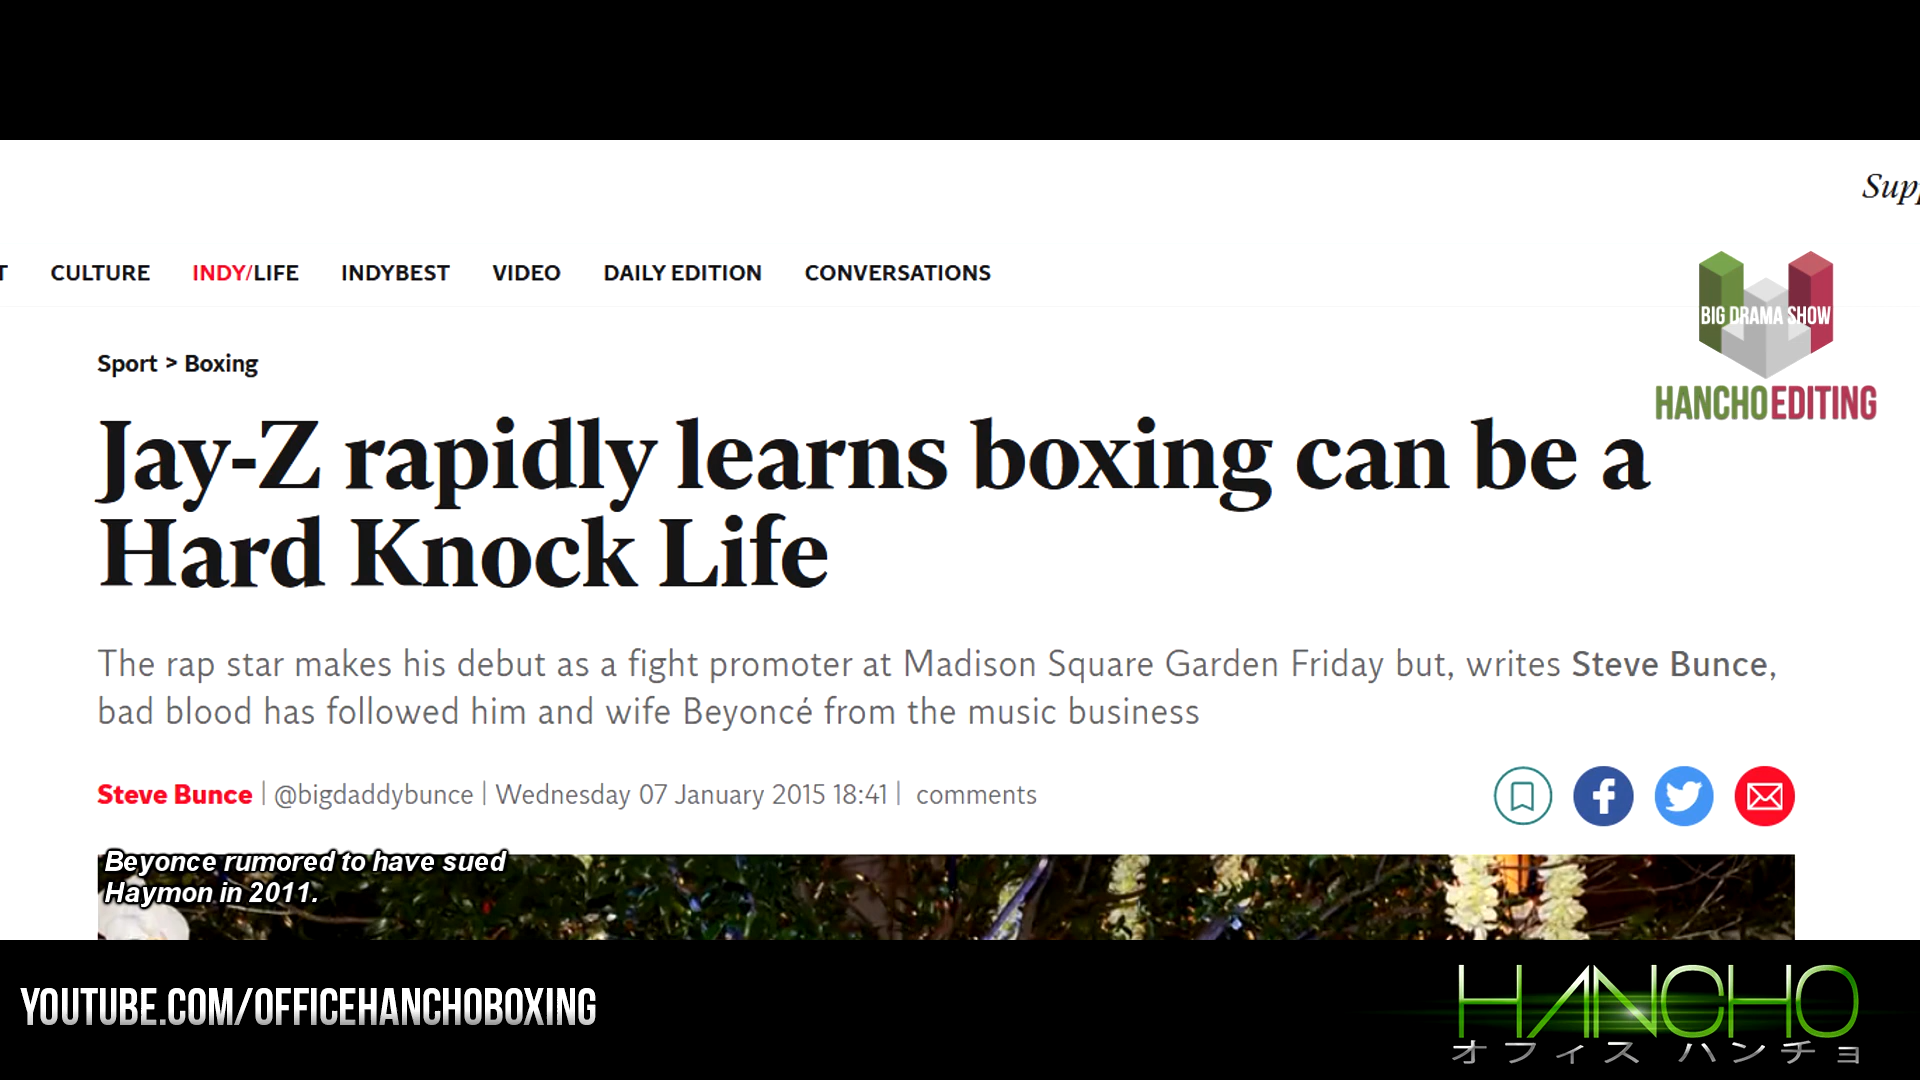 Supp
T CULTURE INDY/LIFE INDYBEST VIDEO DAILY EDITION CONVERSATIONS
BIG DRAMA SHOW
HANCHOEDITING
Sport > Boxing
Jay-Z rapidly learns boxing can be a
Hard Knock Life
The rap star makes his debut as a fight promoter at Madison Square Garden Friday but, writes Steve Bunce,
bad blood has followed him and wife Beyoncé from the music business
Steve Bunce | @bigdaddybunce | Wednesday 07 January 2015 18:41 | comments
Beyonce rumored to have sued
Haymon in 2011.
YOUTUBE.COM/OFFICEHANCHOBOXING
HANCHO
オフィス ハンチョ